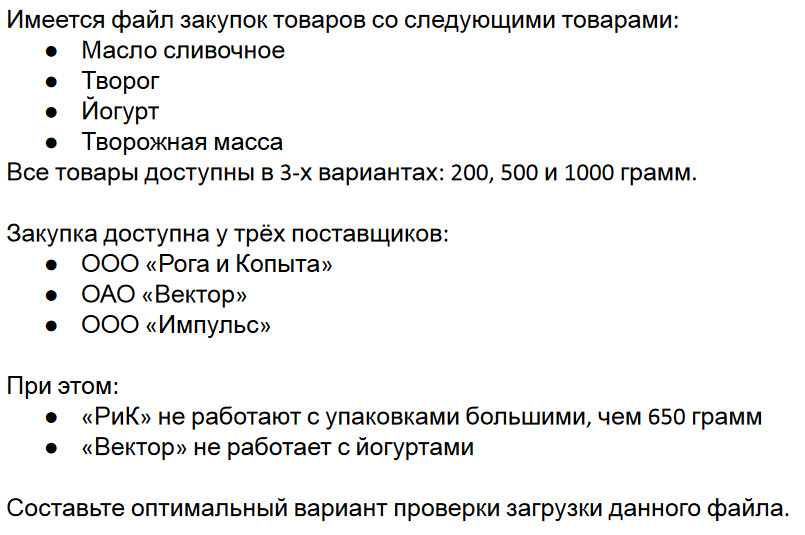 Имеется файл закупок товаров со следующими товарами:
● Масло сливочное
● Творог
● Йогурт
● Творожная масса
Все товары доступны в 3-х вариантах: 200, 500 и 1000 грамм.
Закупка доступна у трёх поставщиков:
● ООО «Рога и Копыта»
● ОАО «Вектор»
● ООО «Импульс»
При этом:
● «РиК» не работают с упаковками большими, чем 650 грамм
● «Вектор» не работает с йогуртами
Составьте оптимальный вариант проверки загрузки данного файла.